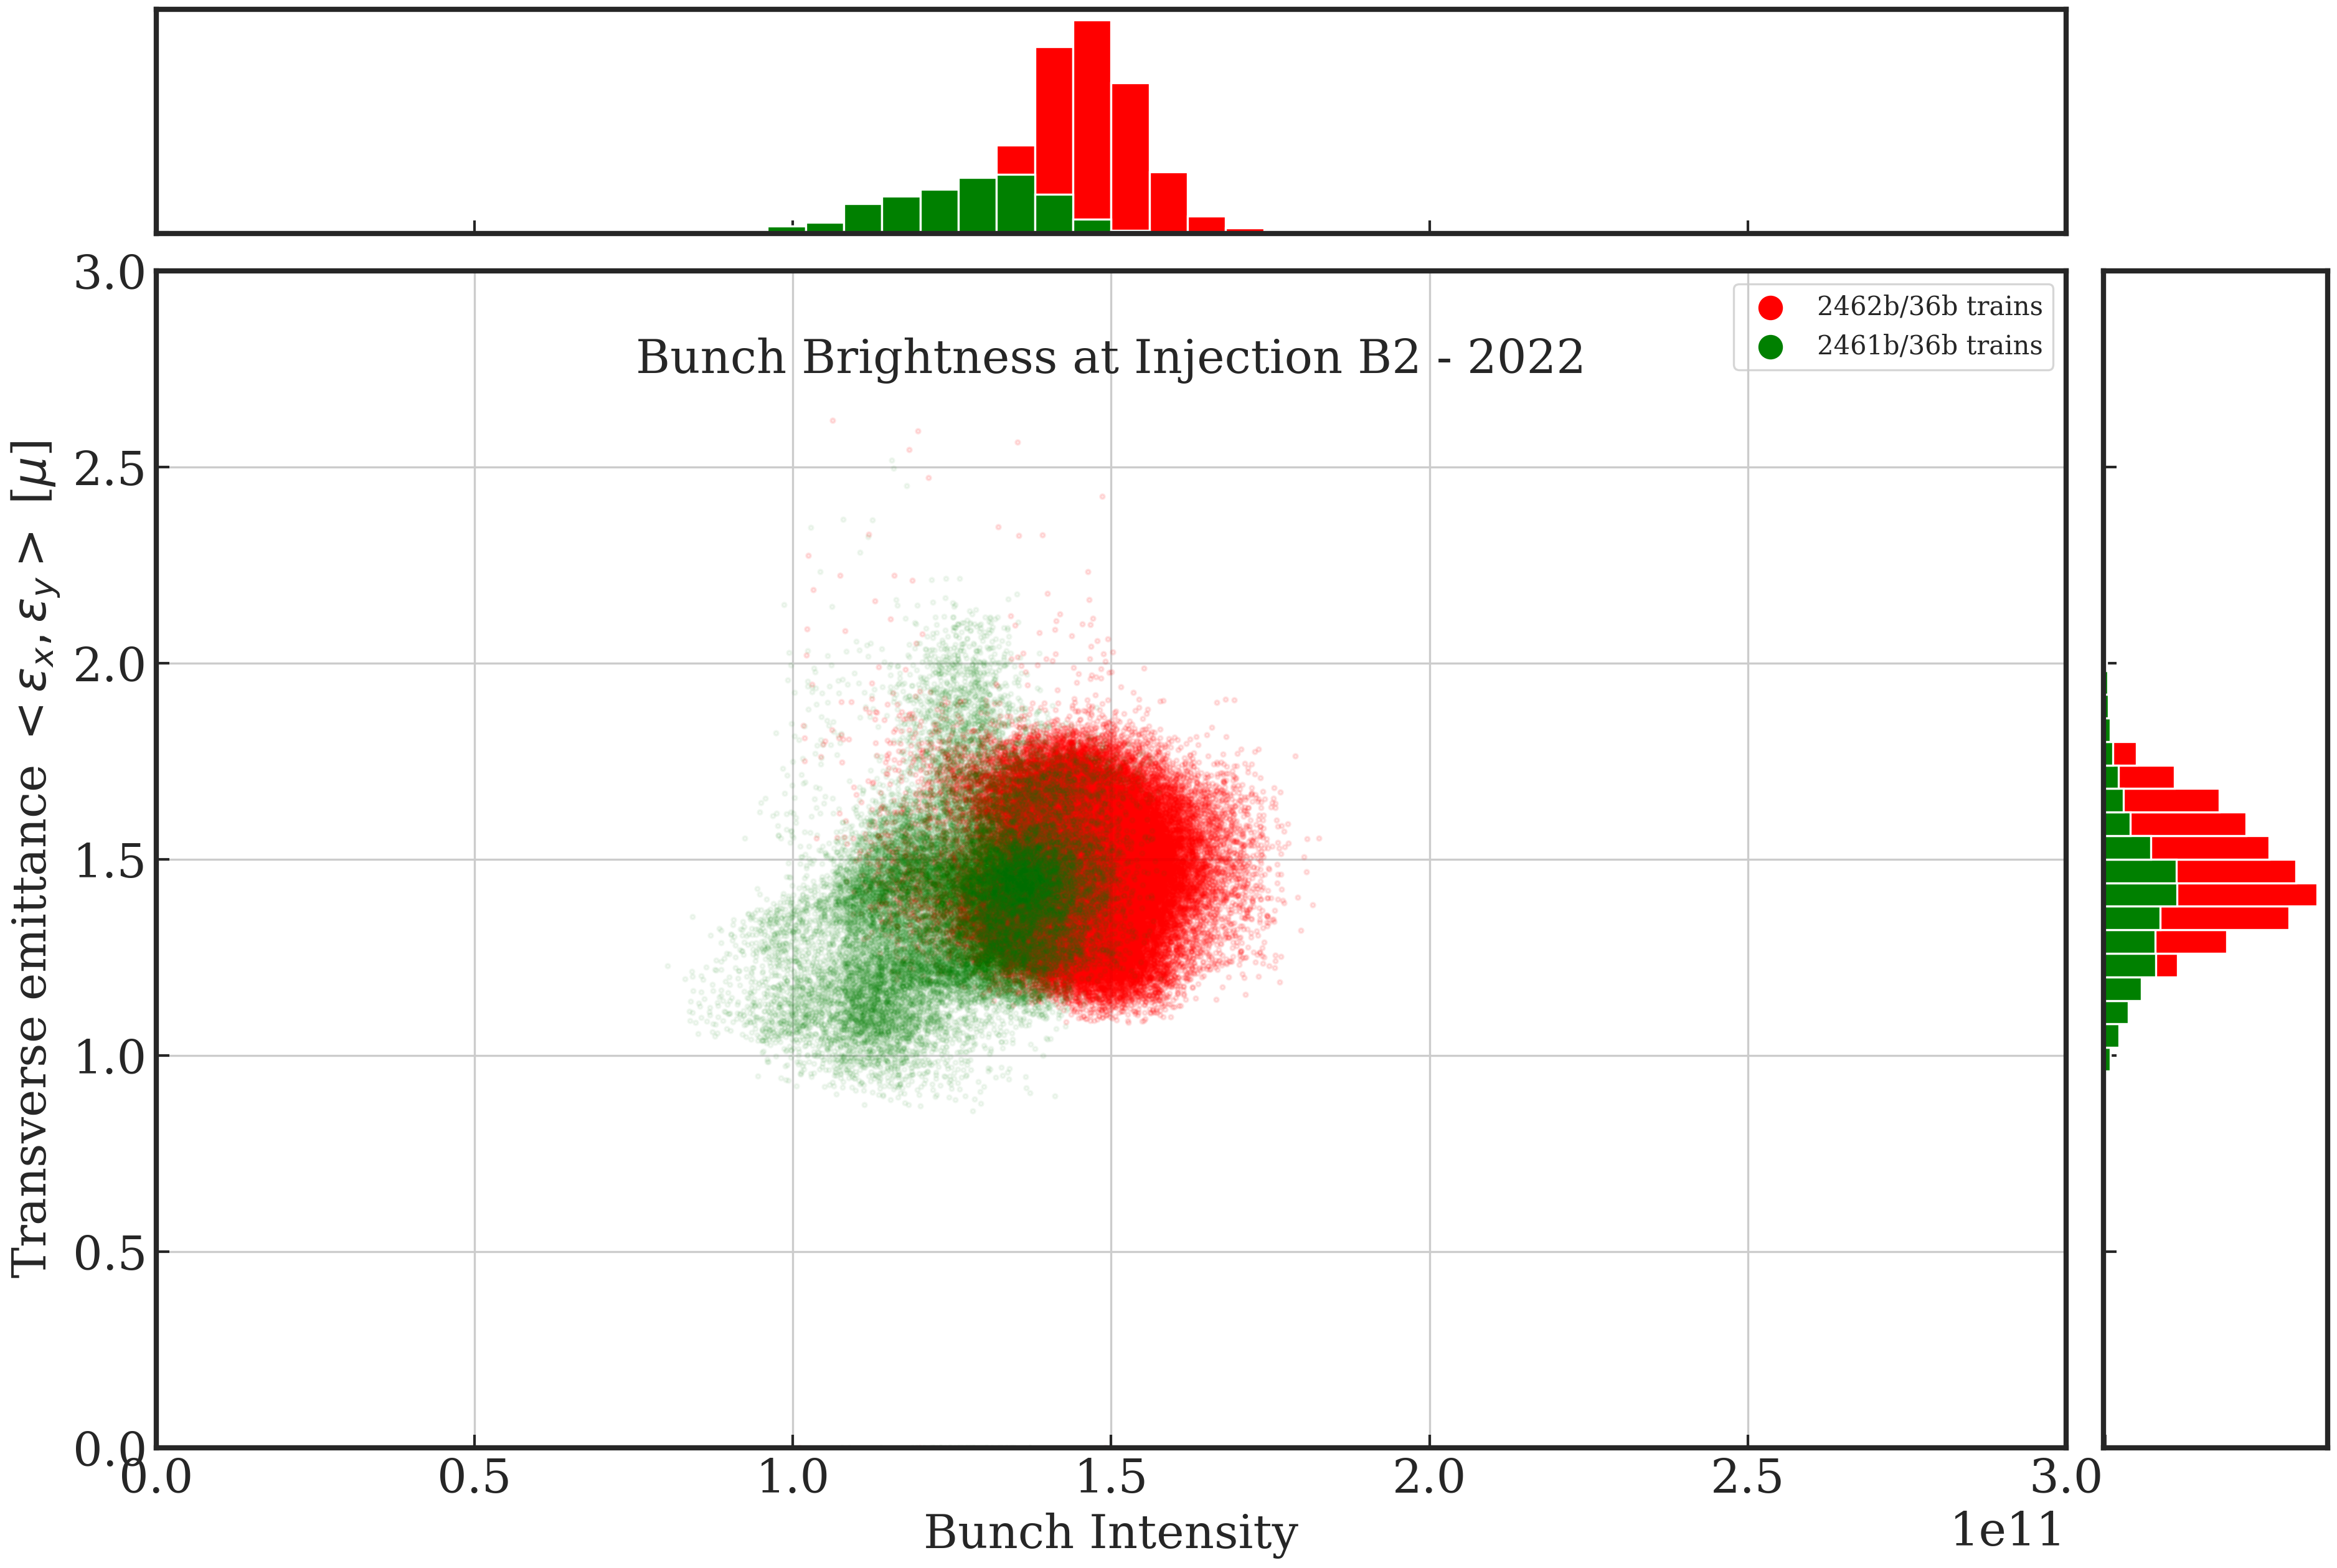 3.0
2462b/36b trains
2461b/36b trains
Bunch Brightness at Injection B2 - 2022
2.5
2.0
1.5
1.0
0.5
0.0
Transverse emittance < εx, εy > [μ]
0.0 0.5 1.0 1.5 2.0 2.5 3.0
Bunch Intensity
1e11